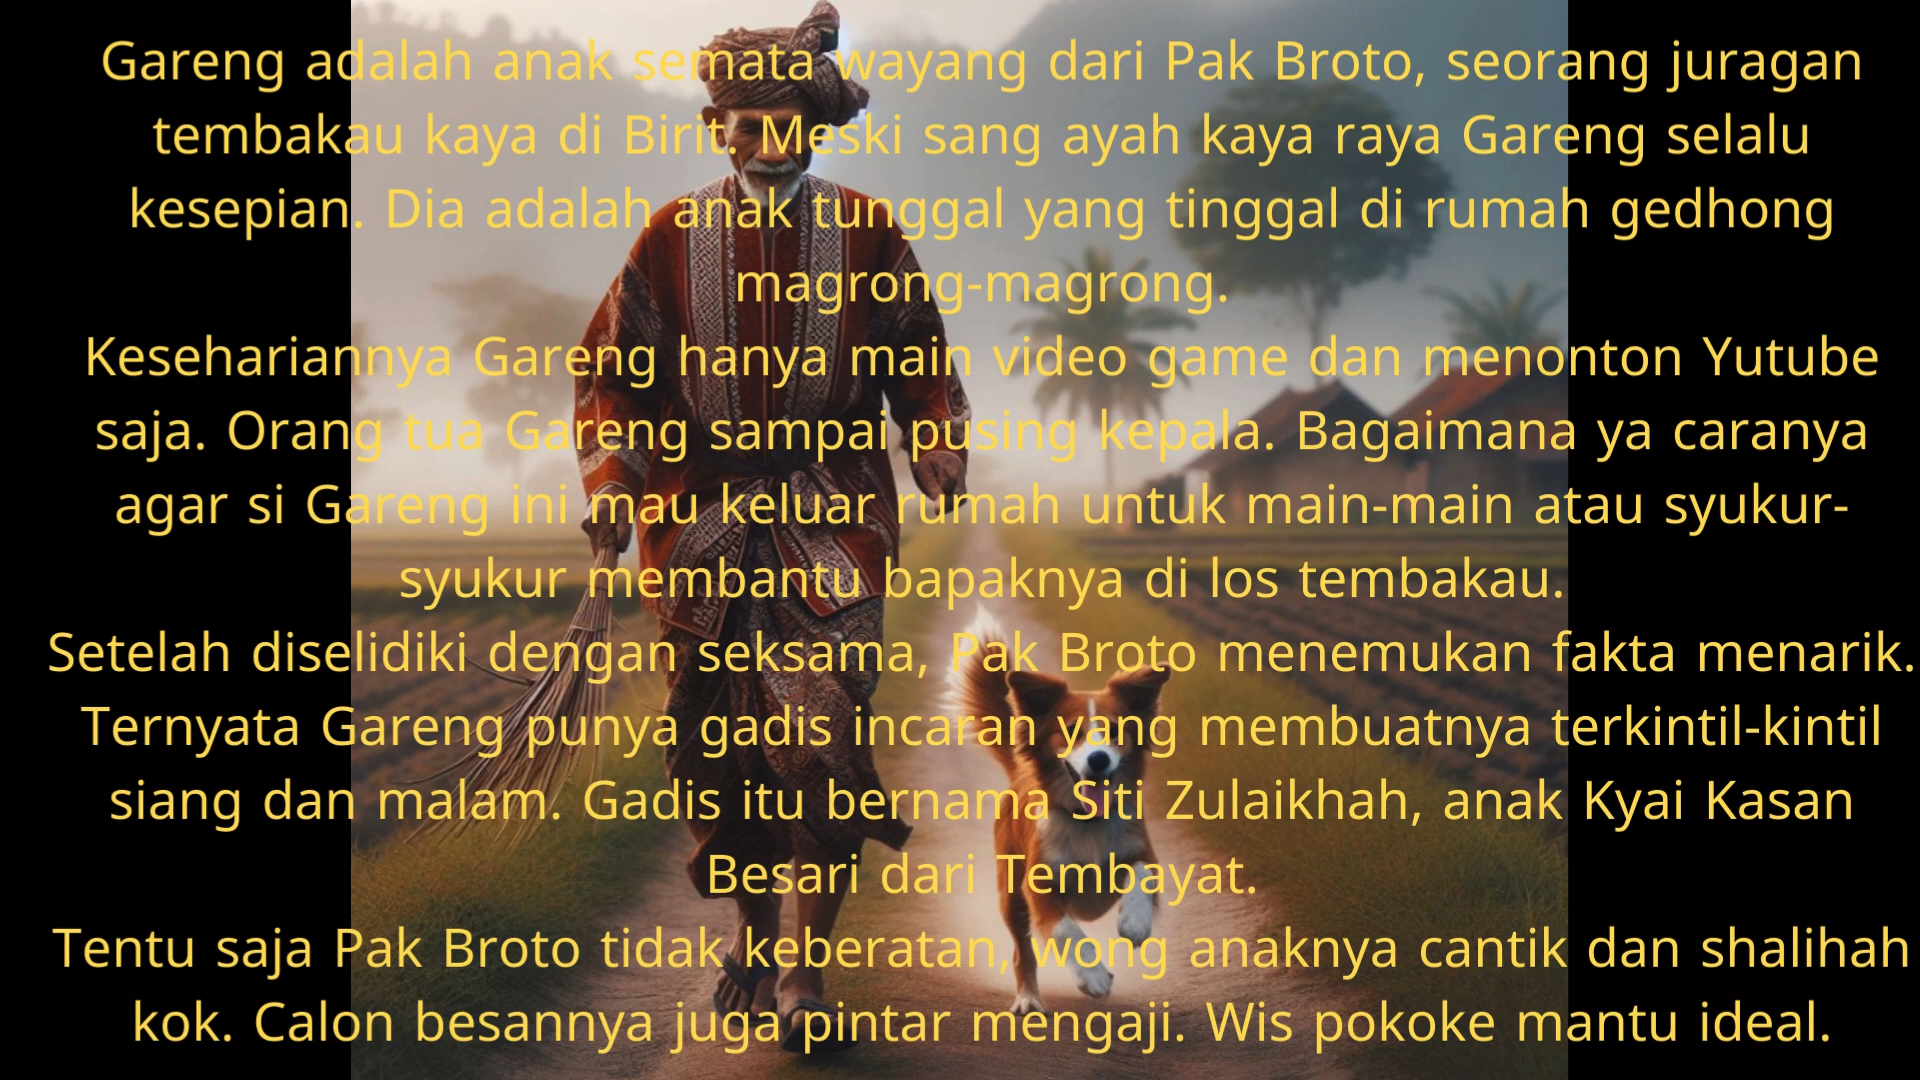 Gareng adalah anak semata wayang dari Pak Broto, seorang juragan
tembakau kaya di Birit. Meski sang ayah kaya raya Gareng selalu
kesepian. Dia adalah anak tunggal yang tinggal di rumah gedhong
magrong-magrong.
Kesehariannya Gareng hanya main video game dan menonton Yutube
saja. Orang tua Gareng sampai pusing kepala. Bagaimana ya caranya
agar si Gareng ini mau keluar rumah untuk main-main atau syukur-
syukur membantu bapaknya di los tembakau.
Setelah diselidiki dengan seksama, Pak Broto menemukan fakta menarik.
Ternyata Gareng punya gadis incaran yang membuatnya terkintil-kintil
siang dan malam. Gadis itu bernama Siti Zulaikhah, anak Kyai Kasan
Besari dari Tembayat.
Tentu saja Pak Broto tidak keberatan, wong anaknya cantik dan shalihah
kok. Calon besannya juga pintar mengaji. Wis pokoke mantu ideal.